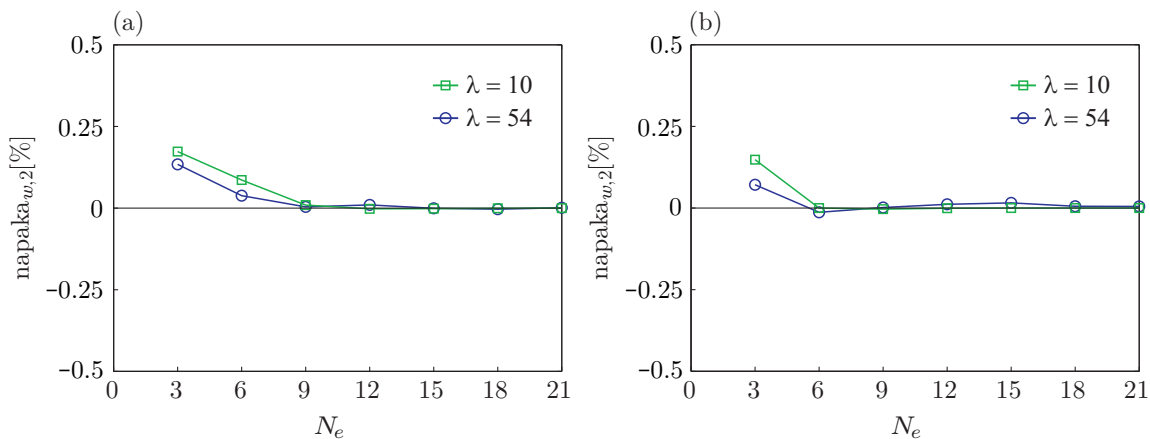 (a)
0.5
0.25
0
−0.25
−0.5
napaka_{w,2}[%]
λ = 10
λ = 54
0 3 6 9 12 15 18 21
N_e
(b)
0.5
0.25
0
−0.25
−0.5
napaka_{w,2}[%]
λ = 10
λ = 54
0 3 6 9 12 15 18 21
N_e